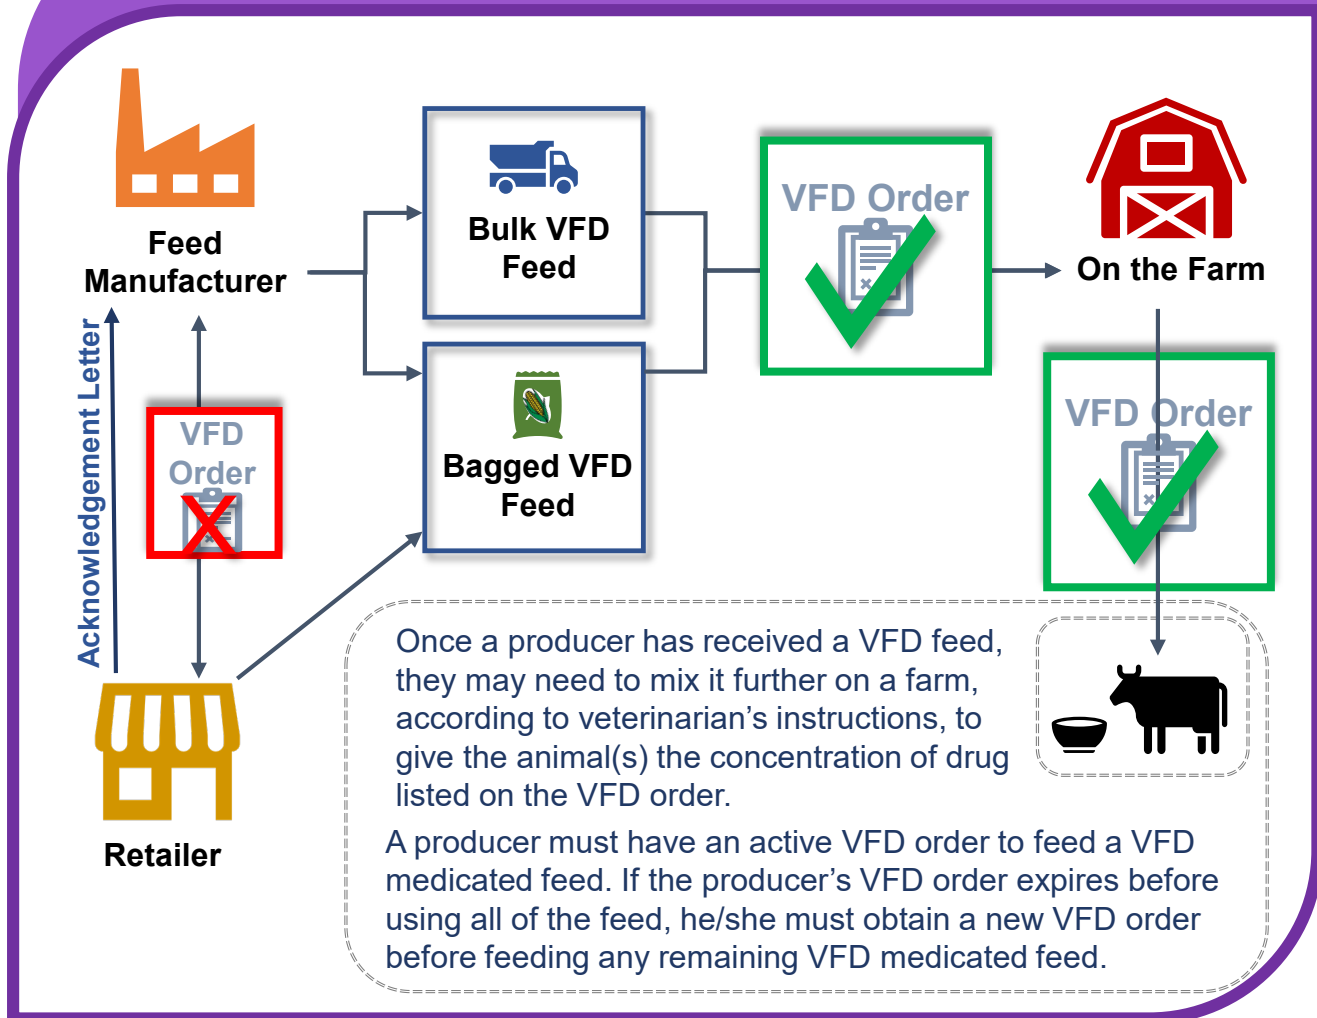 Feed
Manufacturer
Acknowledgement Letter
VFD
Order
Retailer
Bulk VFD
Feed
Bagged VFD
Feed
VFD Order
On the Farm
VFD Order
Once a producer has received a VFD feed,
they may need to mix it further on a farm,
according to veterinarian's instructions, to
give the animal(s) the concentration of drug
listed on the VFD order.
A producer must have an active VFD order to feed a VFD
medicated feed. If the producer's VFD order expires before
using all of the feed, he/she must obtain a new VFD order
before feeding any remaining VFD medicated feed.